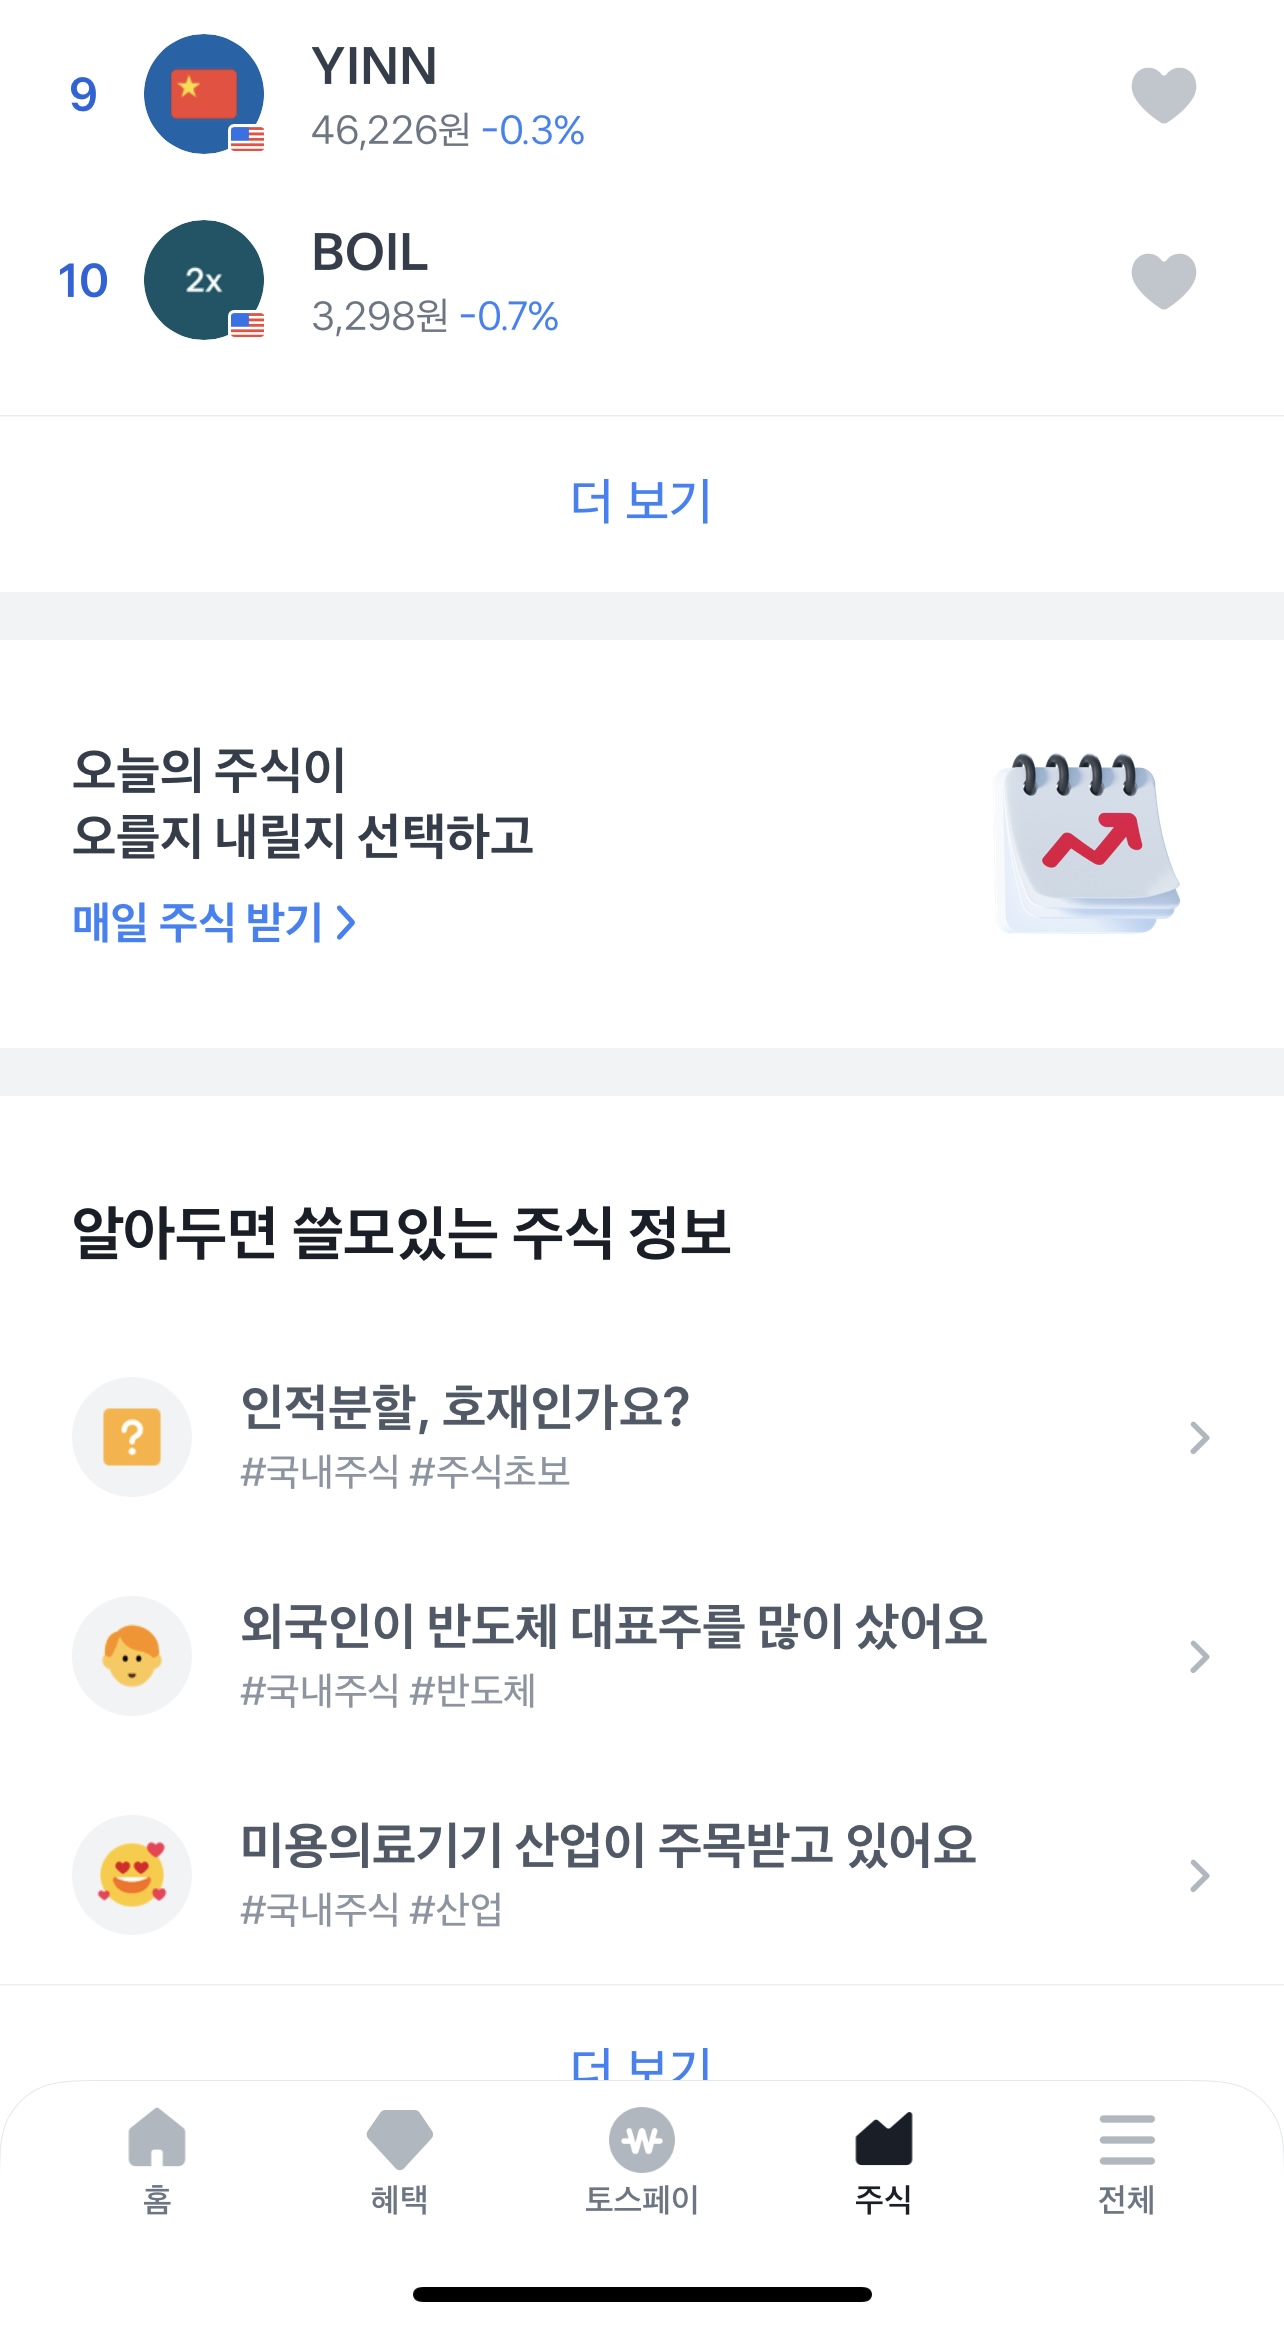 9
YINN
46,226원 -0.3%
10
2x
BOIL
3,298원 -0.7%
더 보기
오늘의 주식이
오를지 내릴지 선택하고
매일 주식 받기
알아두면 쓸모있는 주식 정보
?
인적분할, 호재인가요?
#국내주식 #주식초보
외국인이 반도체 대표주를 많이 샀어요
#국내주식 #반도체
미용의료기기 산업이 주목받고 있어요
#국내주식 #산업
더 보기
홈
혜택
토스페이
주식
전체